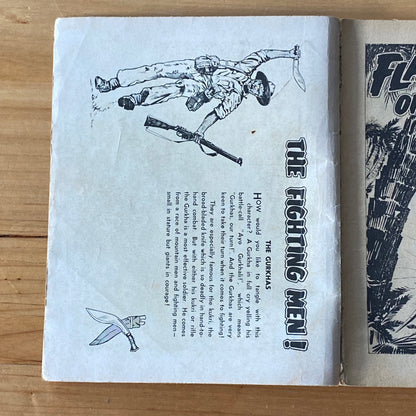 THE FIGHTING MEN!
THE GURKHAS
HOW would you like to tangle with this
character? A Gurkha in full cry yelling his
battle-call "Ayo Gurkhali", which means
"Gurkhas, our turn!". And the Gurkhas are very
keen to take their turn when it comes to fighting!
They are especially famous for the kukri, the
broad-bladed knife which is so deadly in hand-to-
hand combat. But with either his kukri or rifle
the Gurkha is a most effective soldier. He comes
from a race of mountain men and fighting men—
small in stature but giants in courage!